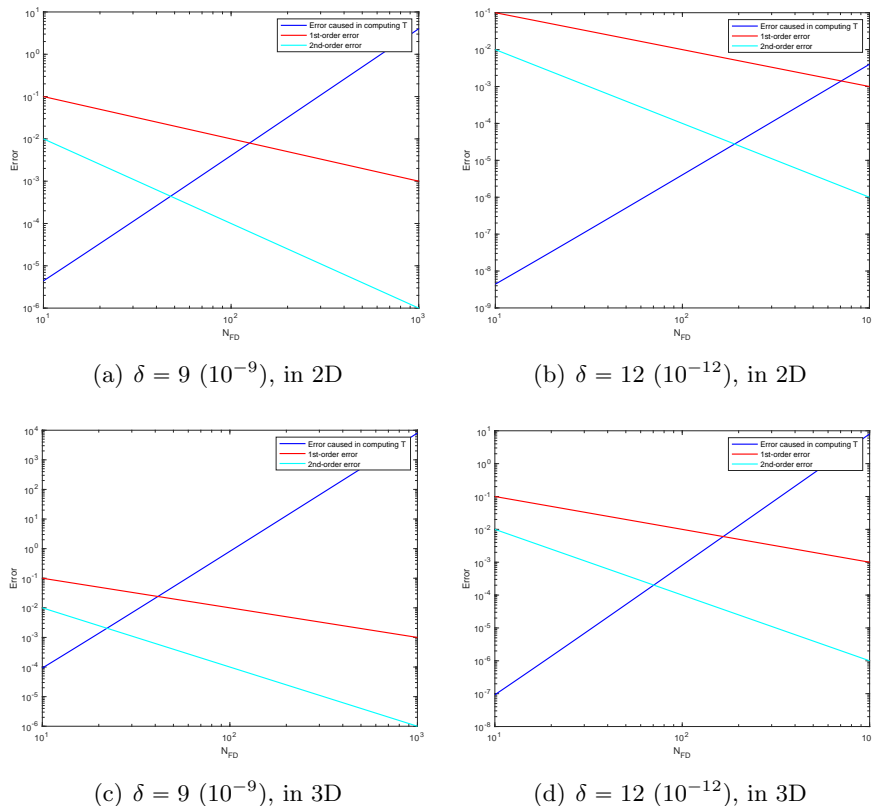 10^1
10^0
10^-1
10^-2
10^-3
10^-4
10^-5
10^-6
Error
10^1
10^2
10^3
N_FD
Error caused in computing T
1st-order error
2nd-order error
(a) δ = 9 (10^−9), in 2D
10^-1
10^-2
10^-3
10^-4
10^-5
10^-6
10^-7
10^-8
10^-9
Error
10^1
10^2
10
N_FD
Error caused in computing T
1st-order error
2nd-order error
(b) δ = 12 (10^−12), in 2D
10^4
10^3
10^2
10^1
10^0
10^-1
10^-2
10^-3
10^-4
10^-5
10^-6
Error
10^1
10^2
10^3
N_FD
Error caused in computing T
1st-order error
2nd-order error
(c) δ = 9 (10^−9), in 3D
10^1
10^0
10^-1
10^-2
10^-3
10^-4
10^-5
10^-6
10^-7
10^-8
Error
10^1
10^2
10
N_FD
Error caused in computing T
1st-order error
2nd-order error
(d) δ = 12 (10^−12), in 3D